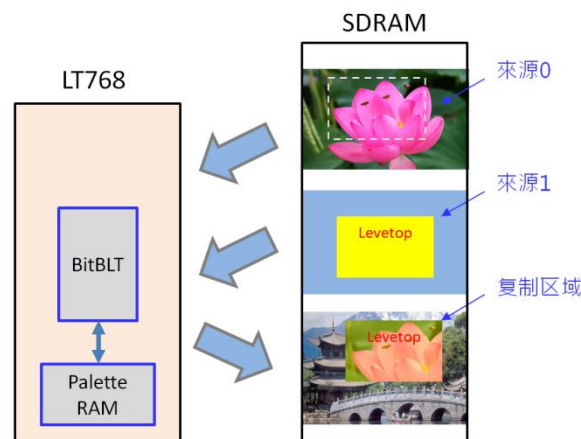 SDRAM
LT768
來源0
來源1
Levetop
BitBLT
复制区域
Levetop
Palette
RAM